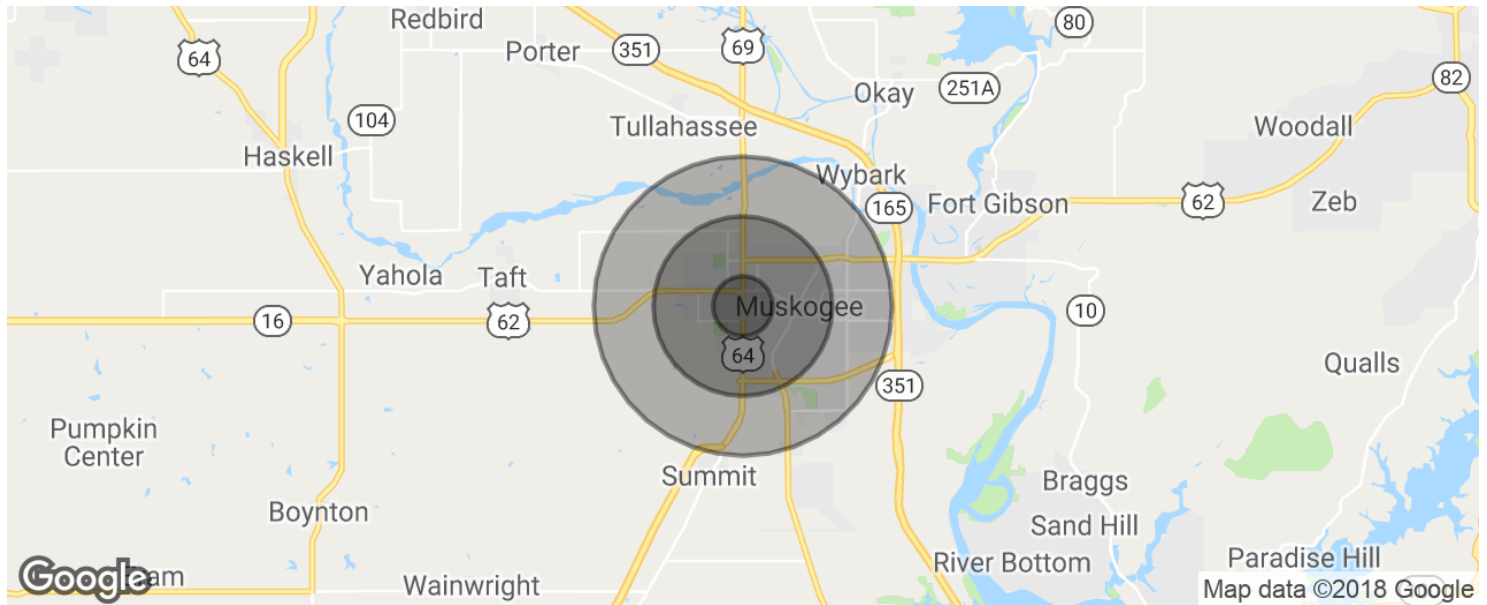 Redbird
80
64
Porter
351
69
82
251A
Okay
104
Tullahassee
Woodall
Haskell
Wybark
165
Fort Gibson
62
Zeb
Yahola
Taft
Muskogee
16
62
10
64
Qualls
351
Pumpkin
Center
Summit
Braggs
Boynton
Sand Hill
River Bottom
Paradise Hill
Google
Wainwright
Map data ©2018 Google